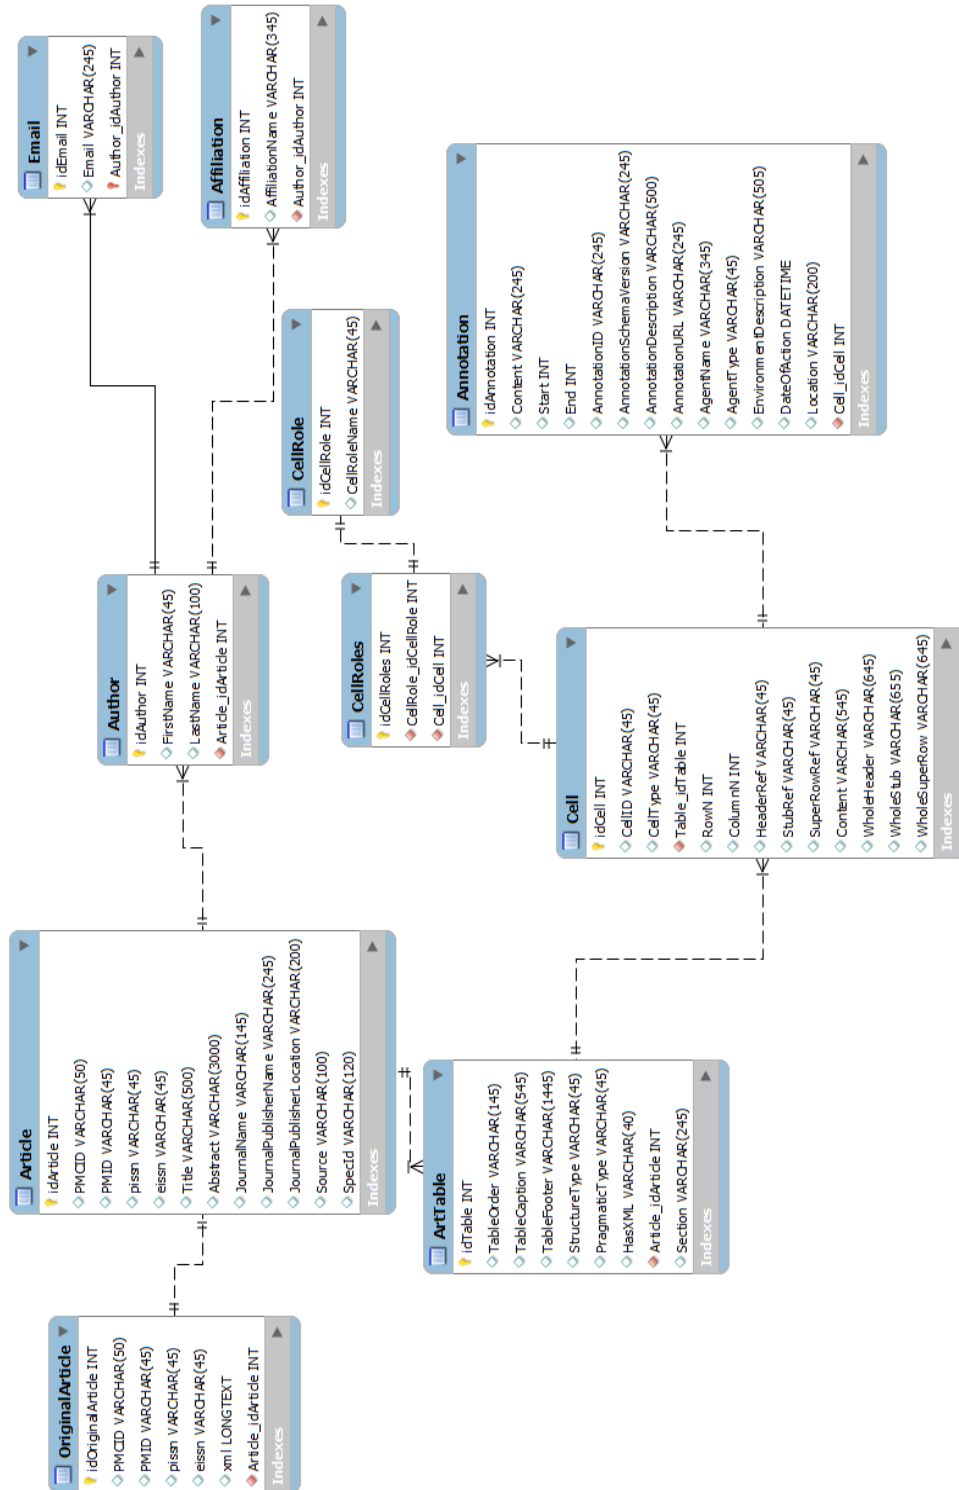 Email
idEmail INT
Email VARCHAR(245)
Author_idAuthor INT
Indexes
Affiliation
idAffiliation INT
AffiliationName VARCHAR(345)
Author_idAuthor INT
Indexes
CellRole
idCellRole INT
CellRoleName VARCHAR(45)
Indexes
Annotation
idAnnotation INT
Content VARCHAR(245)
Start INT
End INT
AnnotationID VARCHAR(245)
AnnotationSchemaVersion VARCHAR(245)
AnnotationDescription VARCHAR(500)
AnnotationURL VARCHAR(245)
AgentName VARCHAR(345)
AgentType VARCHAR(45)
EnvironmentDescription VARCHAR(505)
DateOfAction DATETIME
Location VARCHAR(200)
Cell_idCell INT
Indexes
Author
idAuthor INT
FirstName VARCHAR(45)
LastName VARCHAR(100)
Article_idArticle INT
Indexes
CellRoles
idCellRoles INT
CellRole_idCellRole INT
Cell_idCell INT
Indexes
Cell
idCell INT
CellID VARCHAR(45)
CellType VARCHAR(45)
Table_idTable INT
RowN INT
ColumnN INT
HeaderRef VARCHAR(45)
StubRef VARCHAR(45)
SuperRowRef VARCHAR(45)
Content VARCHAR(545)
WholeHeader VARCHAR(645)
WholeStub VARCHAR(655)
WholeSuperRow VARCHAR(645)
Indexes
Article
idArticle INT
PMCID VARCHAR(50)
PMID VARCHAR(45)
pissn VARCHAR(45)
eissn VARCHAR(45)
Title VARCHAR(500)
Abstract VARCHAR(3000)
JournalName VARCHAR(145)
JournalPublisherName VARCHAR(245)
JournalPublisherLocation VARCHAR(200)
Source VARCHAR(100)
SpecId VARCHAR(120)
Indexes
ArtTable
idTable INT
TableOrder VARCHAR(145)
TableCaption VARCHAR(545)
TableFooter VARCHAR(1445)
StructureType VARCHAR(45)
PragmaticType VARCHAR(45)
HasXML VARCHAR(40)
Article_idArticle INT
Section VARCHAR(245)
Indexes
OriginalArticle
idOriginalArticle INT
PMCID VARCHAR(50)
PMID VARCHAR(45)
pissn VARCHAR(45)
eissn VARCHAR(45)
xml LONGTEXT
Article_idArticle INT
Indexes